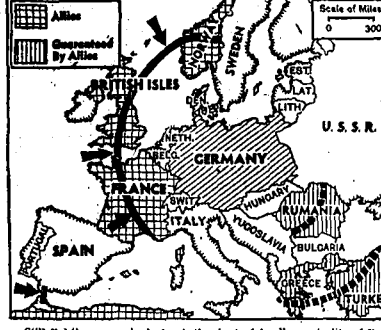 Allies
Guaranteed
By Allies
Scale of Miles
0 300
NORWAY
SWEDEN
BRITISH ISLES
DEN.
EST.
LAT.
LITH
U. S. S. R.
NETH.
BELG.
GERMANY
FRANCE
SWIT.
HUNGARY
RUMANIA
ITALY
YUGOSLAVIA
BULGARIA
PORTUGAL
SPAIN
GREECE
TURKE